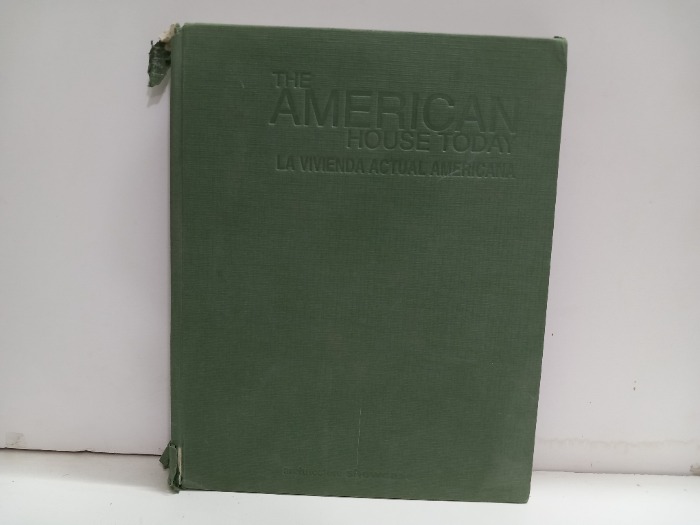 THE
AMERICAN
HOUSE TODAY
LA VIVIENDA ACTUAL AMERICANA